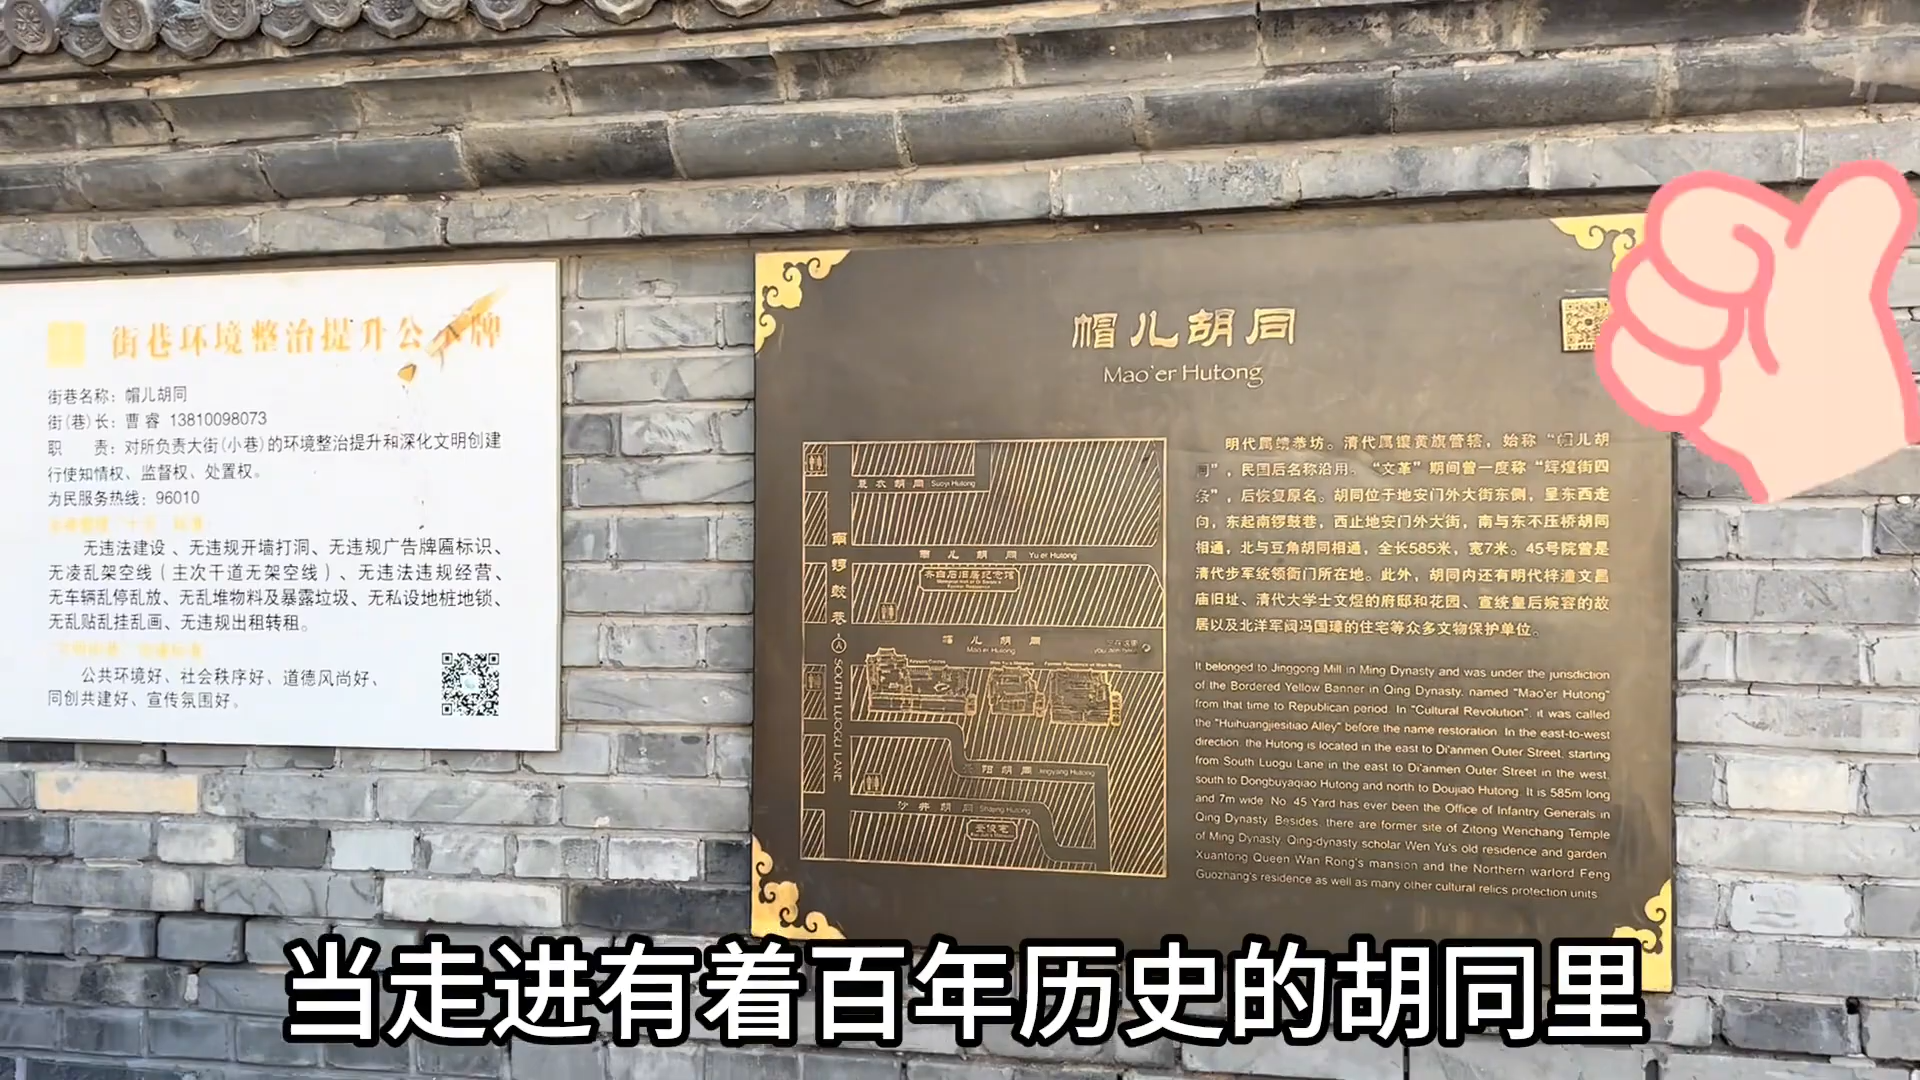 街巷环境整治提升公 牌
街巷名称：帽儿胡同
街(巷)长：曹 睿 13810098073
职 责：对所负责大街(小巷)的环境整治提升和深化文明创建
行使知情权、监督权、处置权。
为民服务热线：96010
无违法建设、无违规开墙打洞、无违规广告牌匾标识、
无凌乱架空线（主次干道无架空线）、无违法违规经营、
无车辆乱停乱放、无乱堆物料及暴露垃圾、无私设地桩地锁、
无乱贴乱挂乱画、无违规出租转租。
公共环境好、社会秩序好、道德风尚好、
同创共建好、宣传氛围好。
帽儿胡同
Mao'er Hutong
蓑衣胡同 Suoyi Hutong
雨儿胡同 Yu'er Hutong
齐白石旧居纪念馆
帽儿胡同
Mao'er Hutong
南锣鼓巷
SOUTH LUOGU LANE
景阳胡同 Jingyang Hutong
沙井胡同 Shajing Hutong
奎俊宅
明代属靖恭坊。清代属镶黄旗管辖，始称“帽儿胡
同”，民国后名称沿用。“文革”期间曾一度称“辉煌街四
条”，后恢复原名。胡同位于地安门外大街东侧，呈东西走
向，东起南锣鼓巷，西止地安门外大街，南与东不压桥胡同
相通，北与豆角胡同相通，全长585米，宽7米。45号院曾是
清代步军统领衙门所在地。此外，胡同内还有明代梓潼文昌
庙旧址、清代大学士文煜的府邸和花园、宣统皇后婉容的故
居以及北洋军阀冯国璋的住宅等众多文物保护单位。
It belonged to Jinggong Mill in Ming Dynasty and was under the jurisdiction
of the Bordered Yellow Banner in Qing Dynasty, named "Mao'er Hutong"
from that time to Republican period. In "Cultural Revolution", it was called
the "Huihuangjiesitiao Alley" before the name restoration. In the east-to-west
direction, the Hutong is located in the east to Di'anmen Outer Street, starting
from South Luogu Lane in the east to Di'anmen Outer Street in the west,
south to Dongbuyaqiao Hutong and north to Doujiao Hutong. It is 585m long
and 7m wide. No. 45 Yard has ever been the Office of Infantry Generals in
Qing Dynasty. Besides, there are former site of Zitong Wenchang Temple
of Ming Dynasty, Qing-dynasty scholar Wen Yu's old residence and garden,
Xuantong Queen Wan Rong's mansion and the Northern warlord Feng
Guozhang's residence as well as many other cultural relics protection units.
当走进有着百年历史的胡同里